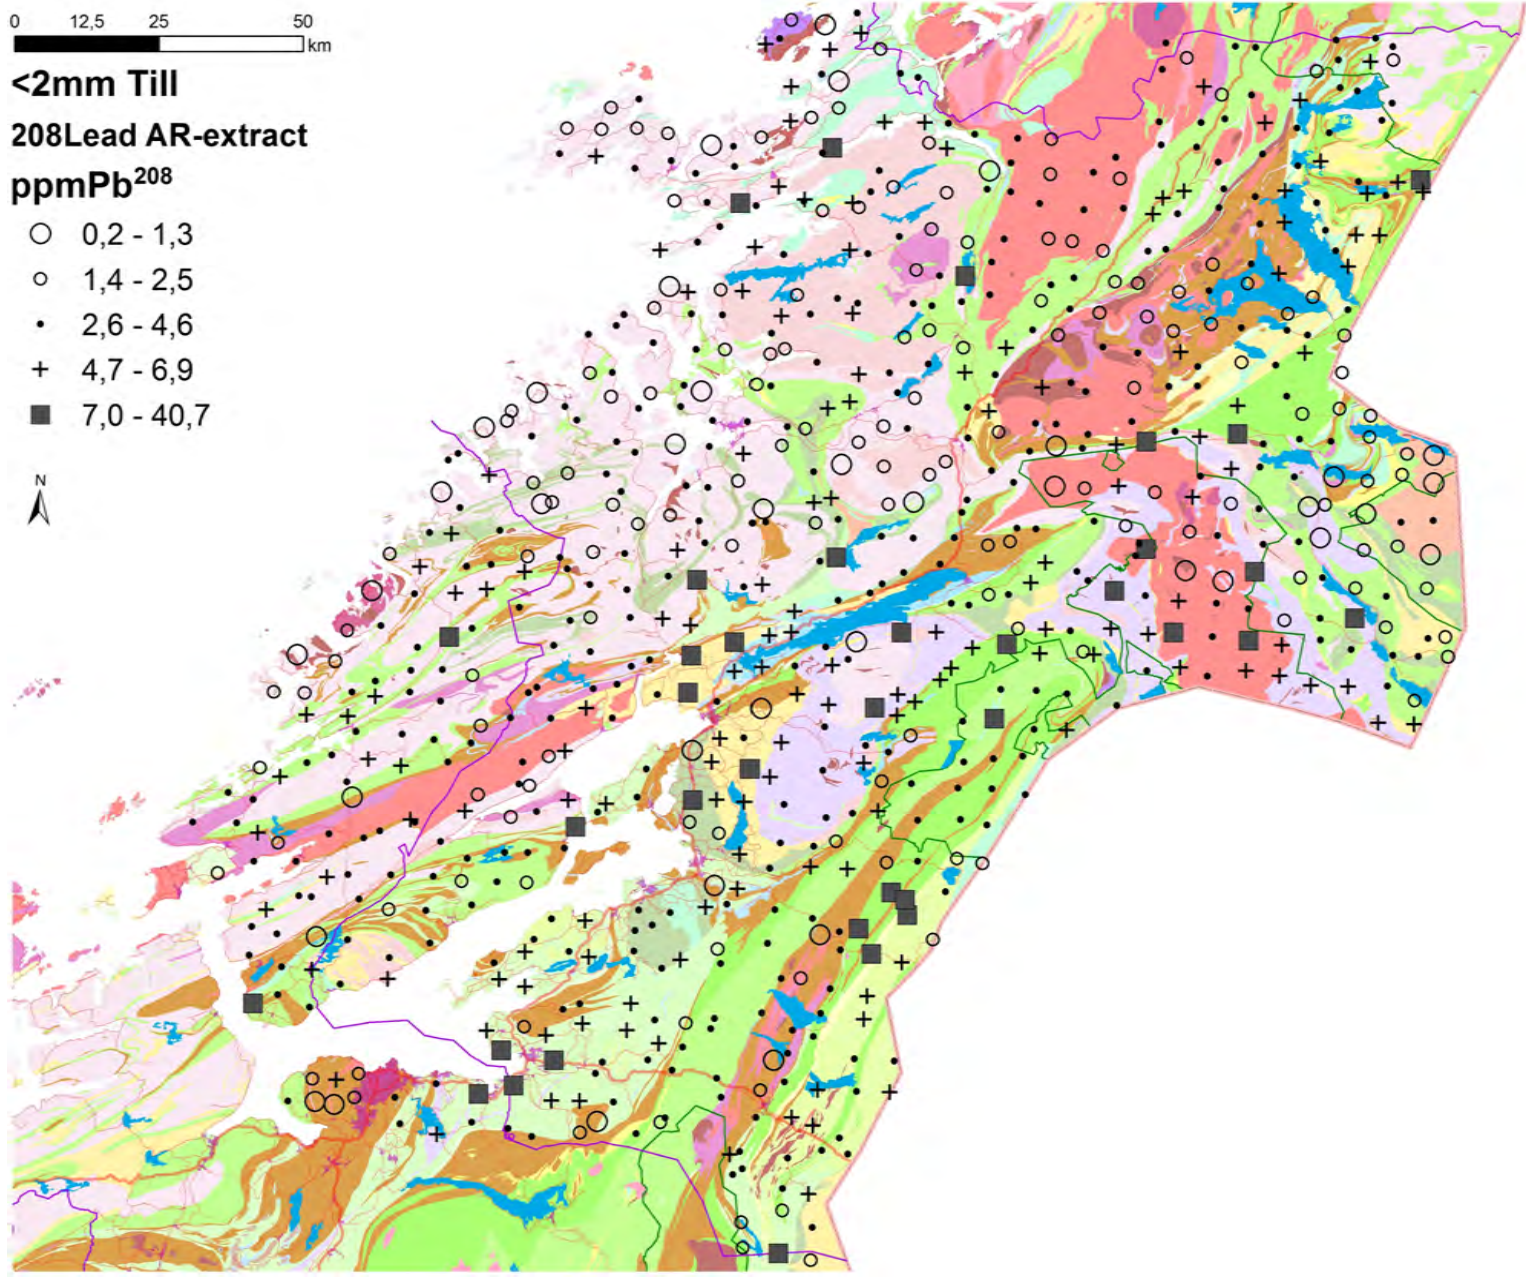 0 12,5 25 50
km
<2mm Till
208Lead AR-extract
ppmPb²⁰⁸
0,2 - 1,3
1,4 - 2,5
2,6 - 4,6
4,7 - 6,9
7,0 - 40,7
N